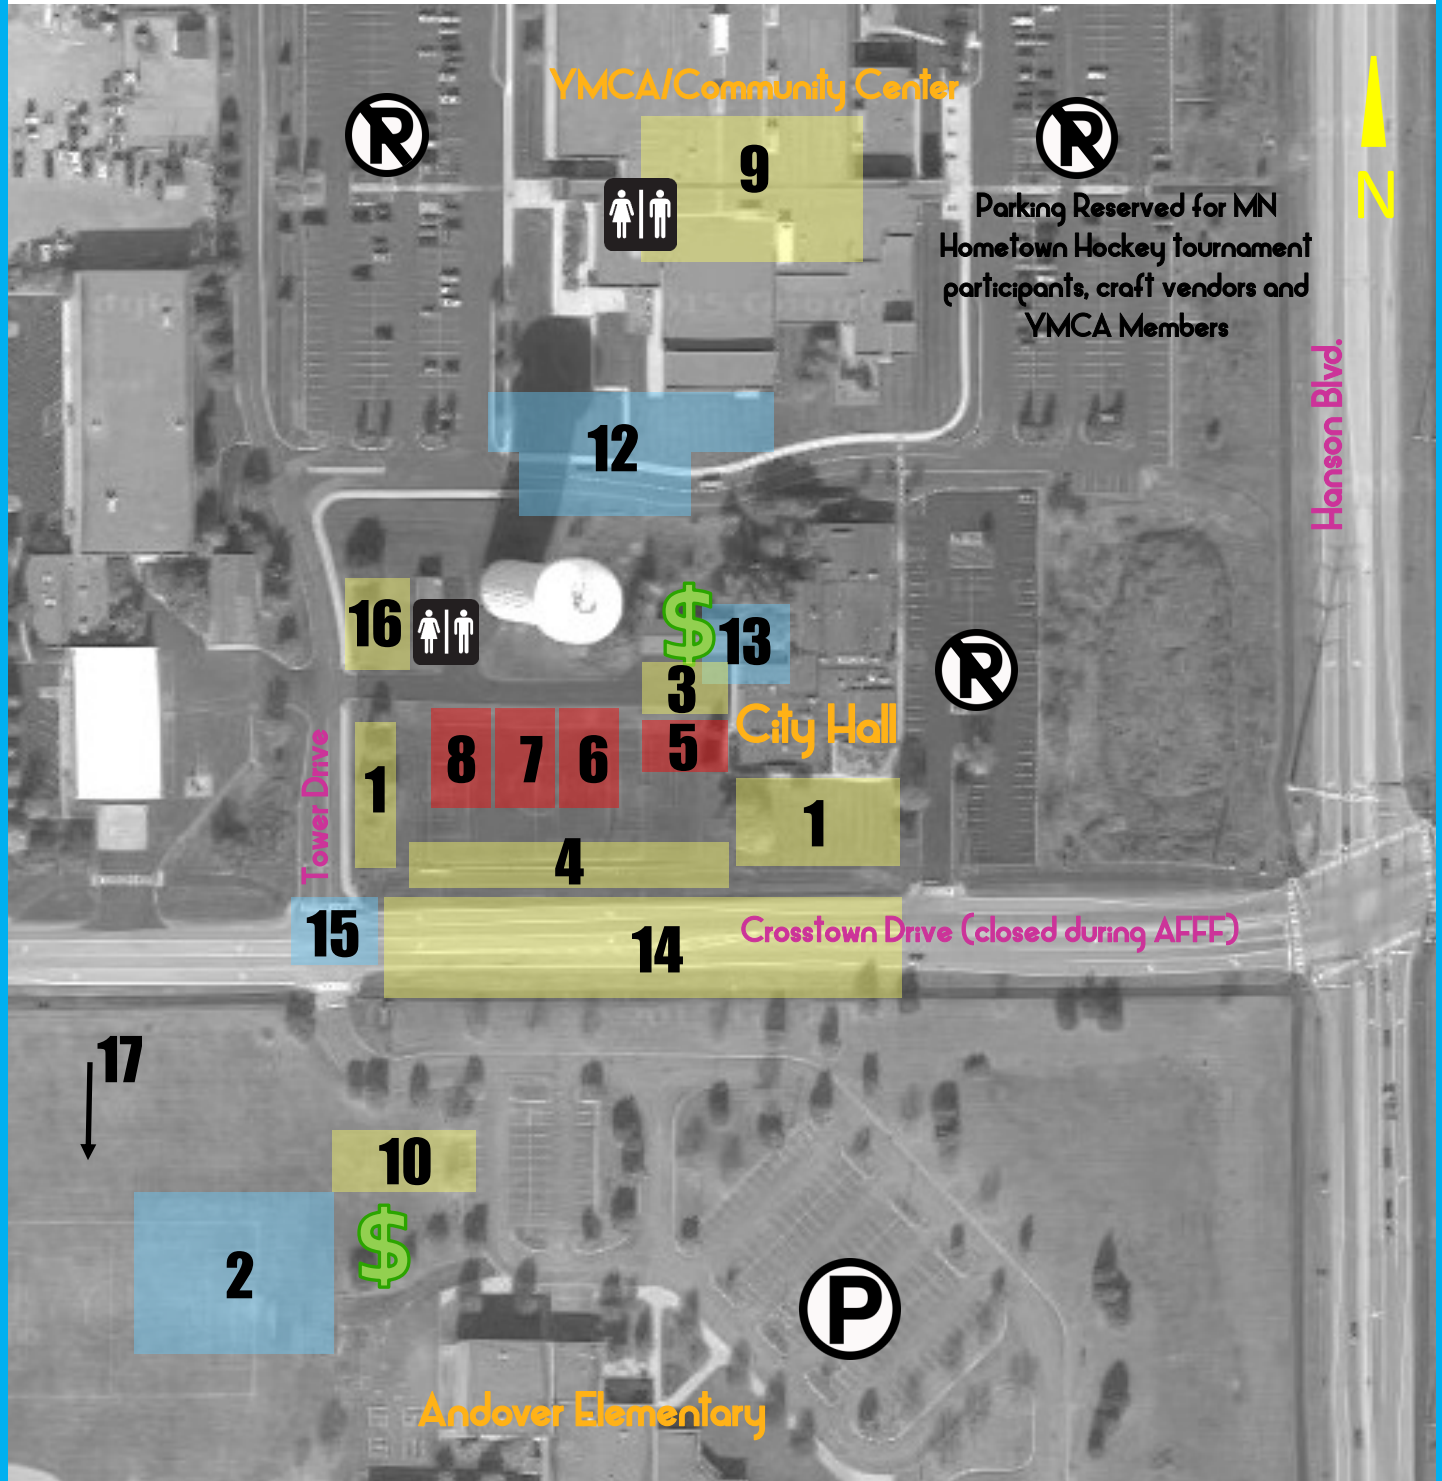 YMCA/Community Center
R
R
9
N
Parking Reserved for MN
Hometown Hockey tournament
participants, craft vendors and
YMCA Members
Hanson Blvd.
12
16
$
13
3
R
City Hall
5
8
7
6
1
1
Tower Drive
4
15
14
Crosstown Drive (closed during AFFF)
17
10
$
2
P
Andover Elementary